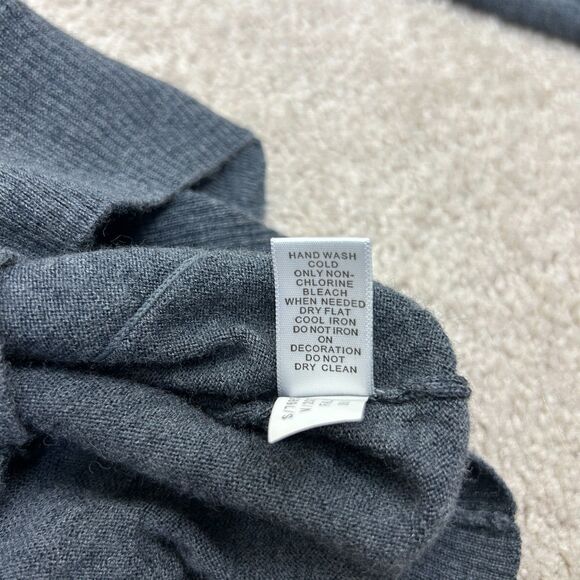 HAND WASH
COLD
ONLY NON-
CHLORINE
BLEACH
WHEN NEEDED
DRY FLAT
COOL IRON
DO NOT IRON
ON
DECORATION
DO NOT
DRY CLEAN